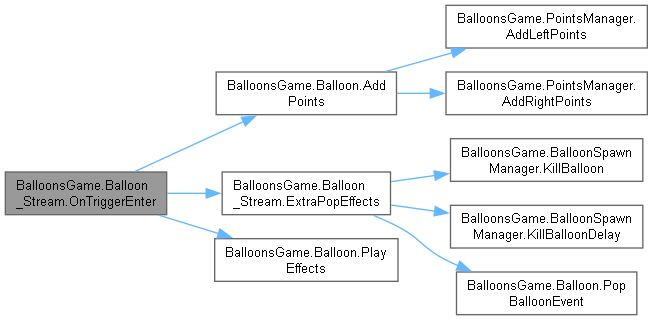 BalloonsGame.PointsManager.
AddLeftPoints
BalloonsGame.Balloon.Add
Points
BalloonsGame.PointsManager.
AddRightPoints
BalloonsGame.BalloonSpawn
Manager.KillBalloon
BalloonsGame.Balloon
_Stream.OnTriggerEnter
BalloonsGame.Balloon
_Stream.ExtraPopEffects
BalloonsGame.BalloonSpawn
Manager.KillBalloonDelay
BalloonsGame.Balloon.Play
Effects
BalloonsGame.Balloon.Pop
BalloonEvent